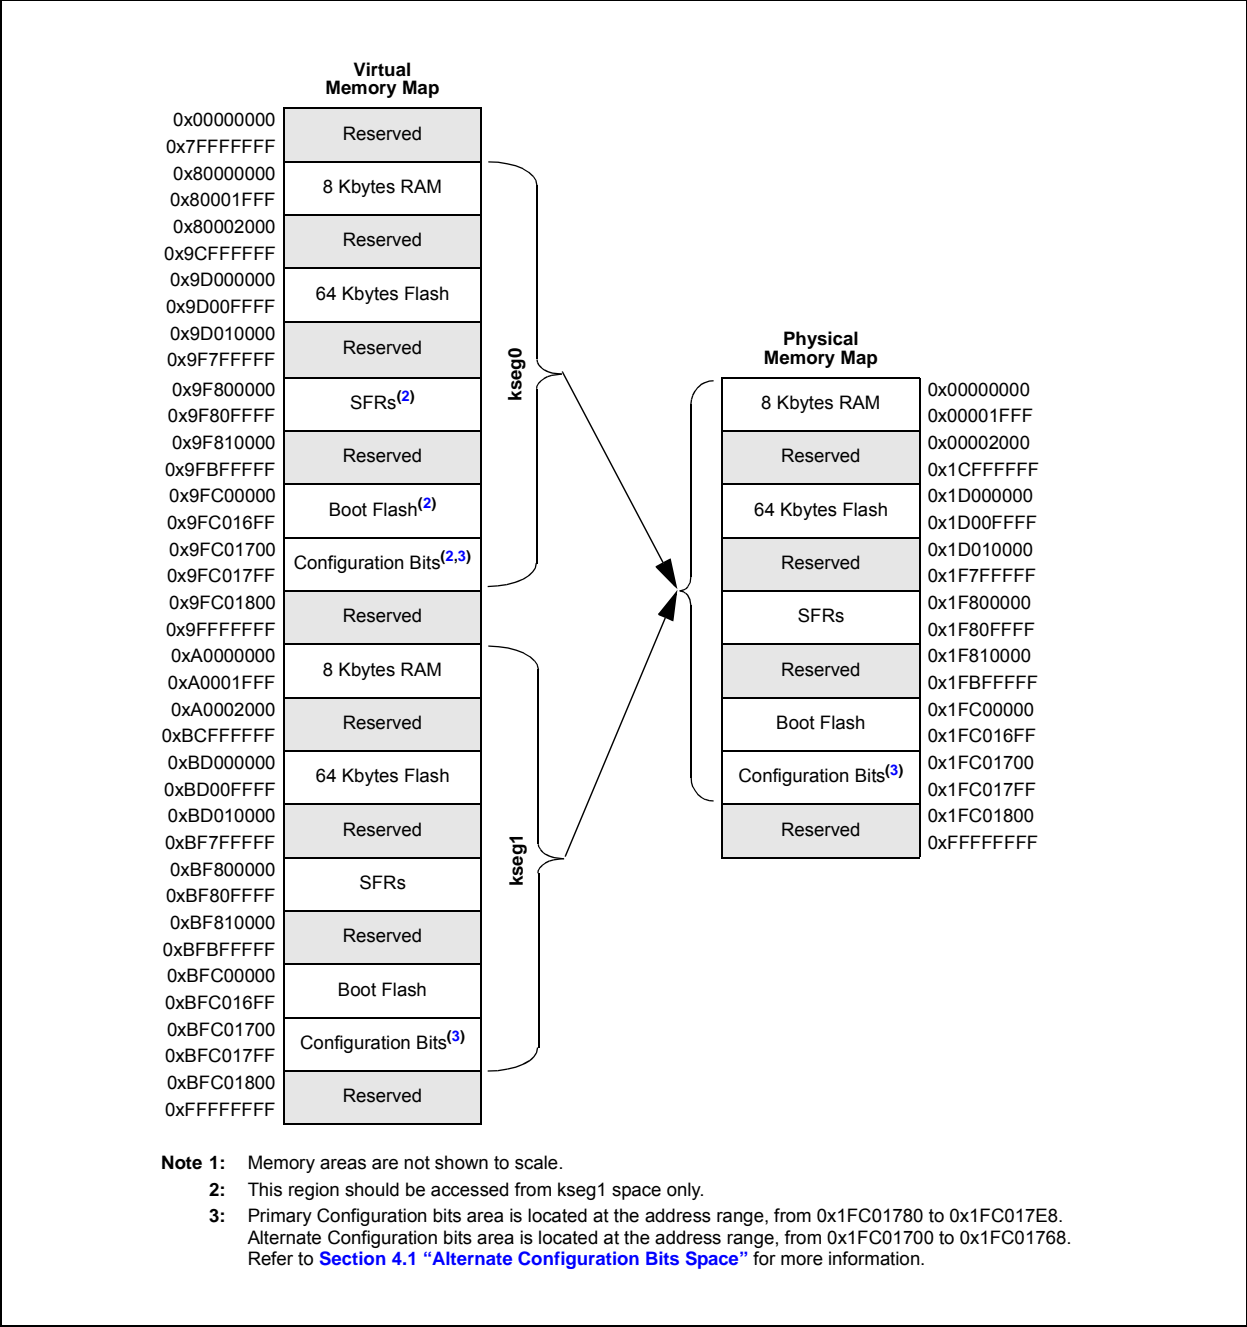 Virtual
Memory Map
0x00000000
0x7FFFFFFF
Reserved
0x80000000
0x80001FFF
8 Kbytes RAM
0x80002000
0x9CFFFFFF
Reserved
0x9D000000
0x9D00FFFF
64 Kbytes Flash
0x9D010000
0x9F7FFFFF
Reserved
0x9F800000
0x9F80FFFF
SFRs(2)
0x9F810000
0x9FBFFFFF
Reserved
0x9FC00000
0x9FC016FF
Boot Flash(2)
0x9FC01700
0x9FC017FF
Configuration Bits(2,3)
0x9FC01800
0x9FFFFFFF
Reserved
0xA0000000
0xA0001FFF
8 Kbytes RAM
0xA0002000
0xBCFFFFFF
Reserved
0xBD000000
0xBD00FFFF
64 Kbytes Flash
0xBD010000
0xBF7FFFFF
Reserved
0xBF800000
0xBF80FFFF
SFRs
0xBF810000
0xBFBFFFFF
Reserved
0xBFC00000
0xBFC016FF
Boot Flash
0xBFC01700
0xBFC017FF
Configuration Bits(3)
0xBFC01800
0xFFFFFFFF
Reserved
kseg0
kseg1
Physical
Memory Map
8 Kbytes RAM
0x00000000
0x00001FFF
Reserved
0x00002000
0x1CFFFFFF
64 Kbytes Flash
0x1D000000
0x1D00FFFF
Reserved
0x1D010000
0x1F7FFFFF
SFRs
0x1F800000
0x1F80FFFF
Reserved
0x1F810000
0x1FBFFFFF
Boot Flash
0x1FC00000
0x1FC016FF
Configuration Bits(3)
0x1FC01700
0x1FC017FF
Reserved
0x1FC01800
0xFFFFFFFF
Note 1: Memory areas are not shown to scale.
2: This region should be accessed from kseg1 space only.
3: Primary Configuration bits area is located at the address range, from 0x1FC01780 to 0x1FC017E8.
Alternate Configuration bits area is located at the address range, from 0x1FC01700 to 0x1FC01768.
Refer to Section 4.1 “Alternate Configuration Bits Space” for more information.